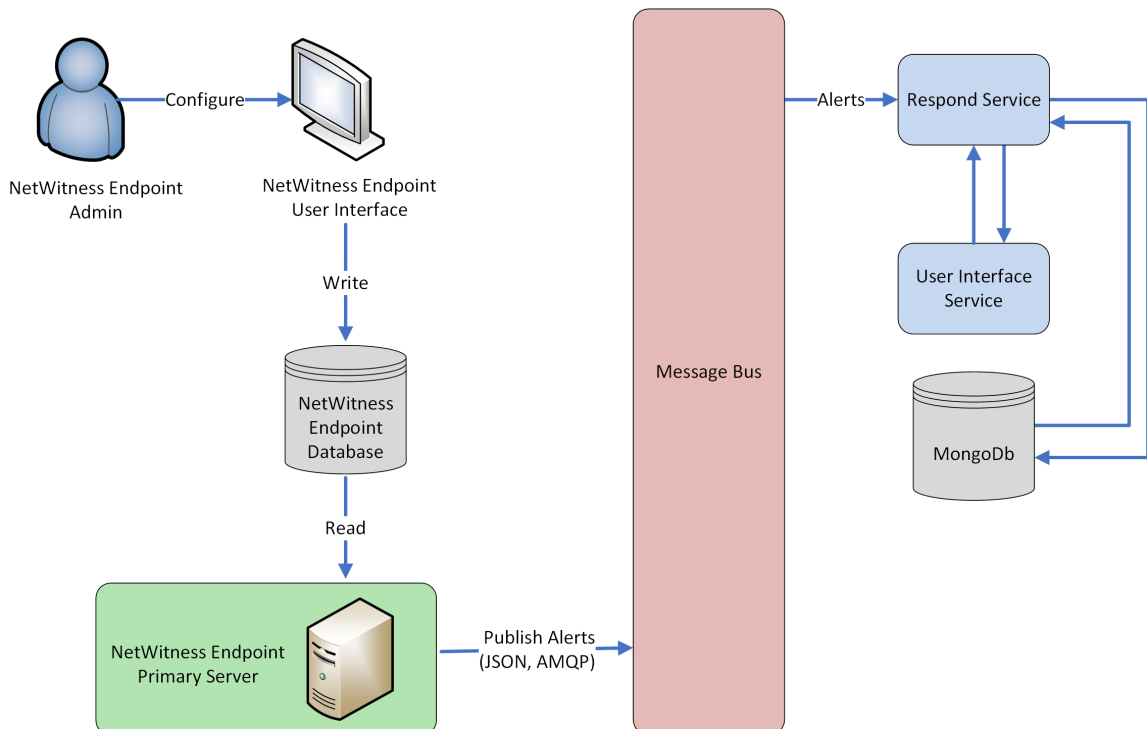 Configure
NetWitness Endpoint
Admin
NetWitness Endpoint
User Interface
Write
NetWitness
Endpoint
Database
Read
NetWitness Endpoint
Primary Server
Publish Alerts
(JSON, AMQP)
Message Bus
Alerts
Respond Service
User Interface
Service
MongoDb